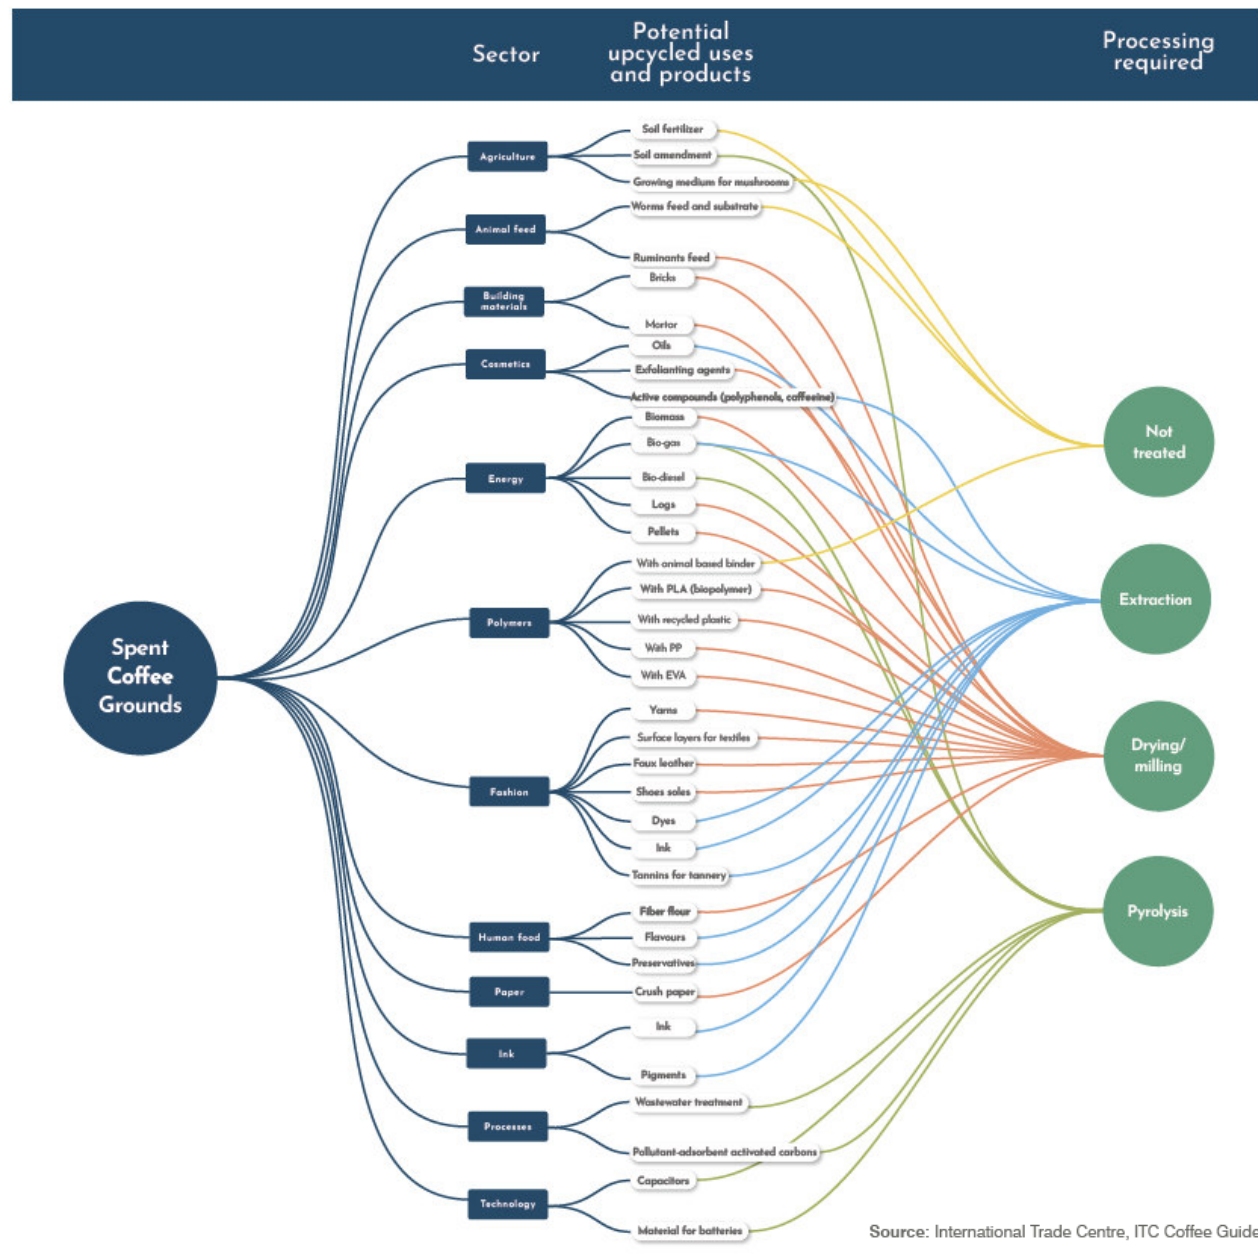 Sector
Potential
upcycled uses
and products
Processing
required
Spent
Coffee
Grounds
Agriculture
Soil fertilizer
Soil amendment
Growing medium for mushrooms
Animal feed
Worms feed and substrate
Ruminants feed
Building
materials
Bricks
Mortar
Cosmetics
Oils
Exfolianting agents
Active compounds (polyphenols, caffeeine)
Energy
Biomass
Bio-gas
Bio-diesel
Logs
Pellets
Polymers
With animal based binder
With PLA (biopolymer)
With recycled plastic
With PP
With EVA
Fashion
Yarns
Surface layers for textiles
Faux leather
Shoes soles
Dyes
Ink
Tannins for tannery
Human food
Fiber flour
Flavours
Preservatives
Paper
Crush paper
Ink
Ink
Pigments
Processes
Wastewater treatment
Pollutant-adsorbent activated carbons
Technology
Capacitors
Material for batteries
Not
treated
Extraction
Drying/
milling
Pyrolysis
Source: International Trade Centre, ITC Coffee Guide